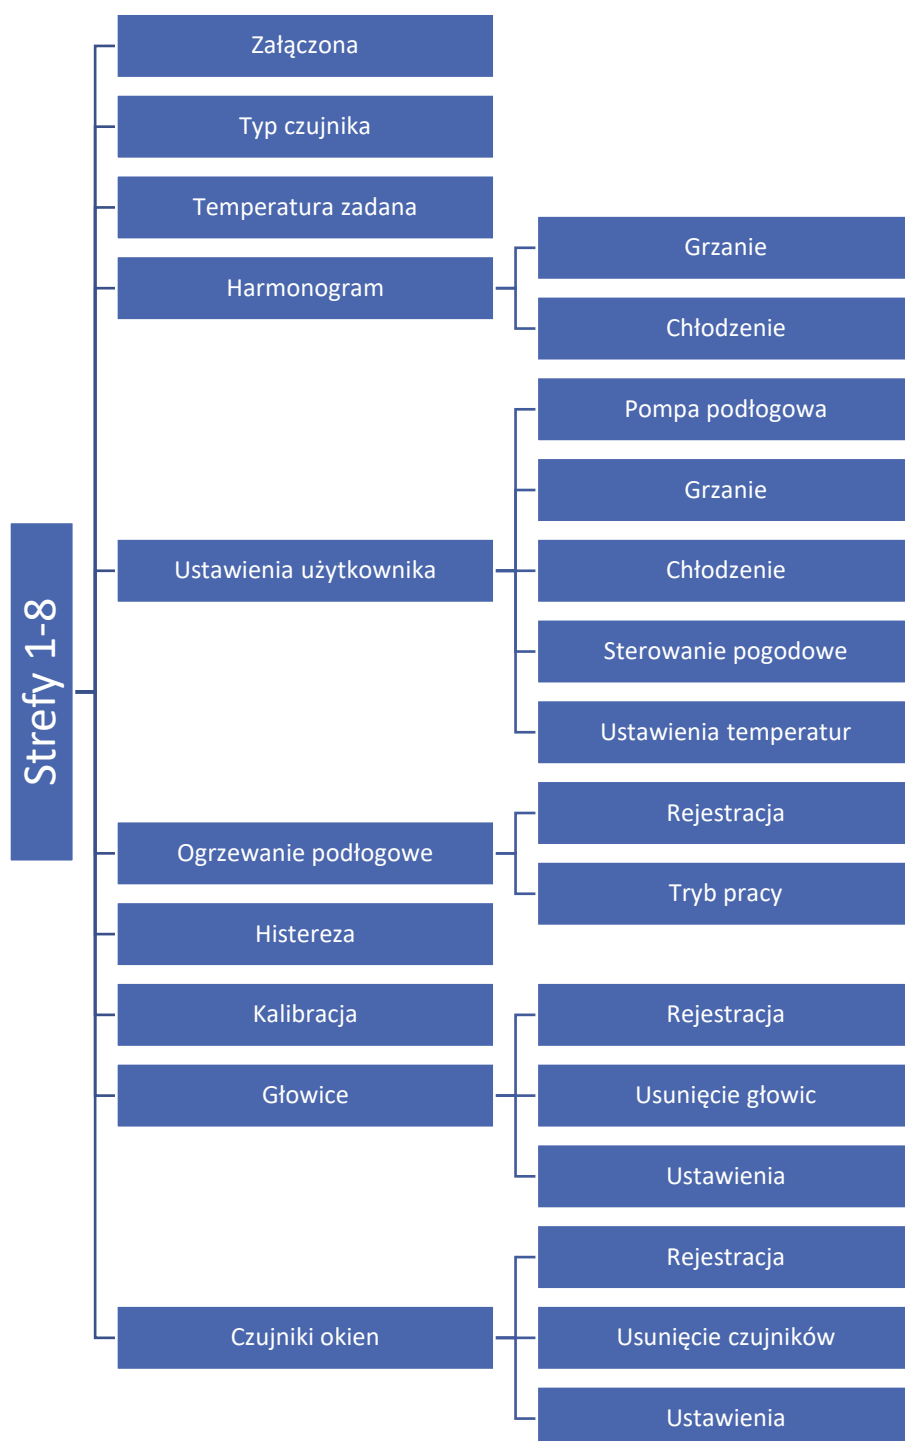 Strefy 1-8
Załączona
Typ czujnika
Temperatura zadana
Harmonogram
Grzanie
Chłodzenie
Ustawienia użytkownika
Pompa podłogowa
Grzanie
Chłodzenie
Sterowanie pogodowe
Ustawienia temperatur
Ogrzewanie podłogowe
Rejestracja
Tryb pracy
Histereza
Kalibracja
Głowice
Rejestracja
Usunięcie głowic
Ustawienia
Czujniki okien
Rejestracja
Usunięcie czujników
Ustawienia